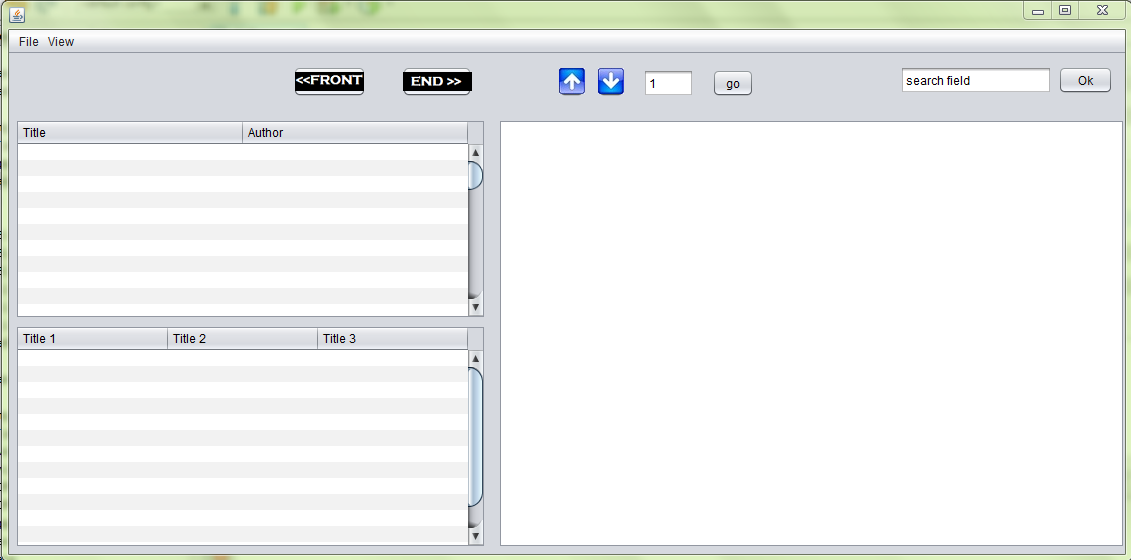 File View
<<FRONT END >> 1 go search field Ok
Title Author
Title 1 Title 2 Title 3